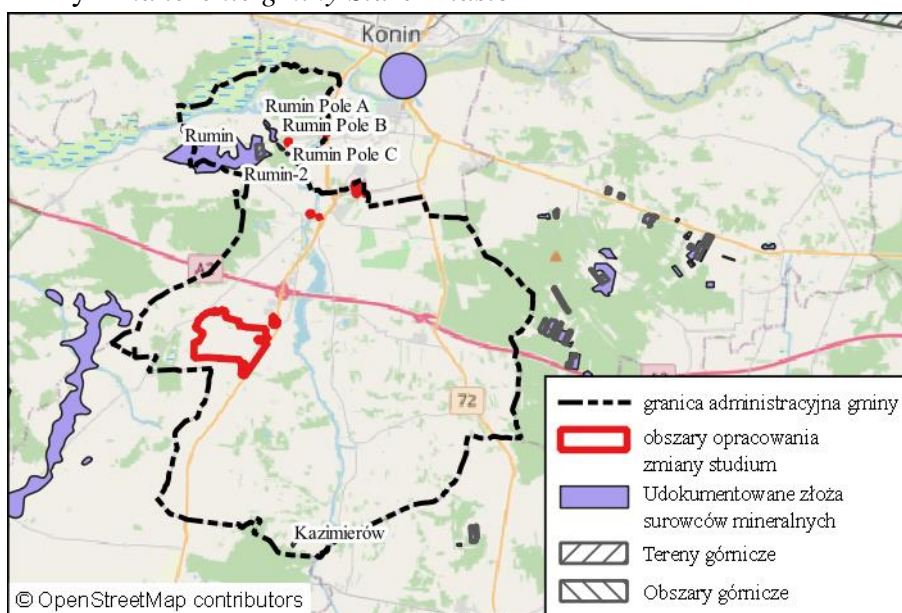 Konin
Rumin Pole A
Rumin Pole B
Rumin
Rumin Pole C
Rumin-2
72
Kazimierów
granica administracyjna gminy
obszary opracowania
zmiany studium
Udokumentowane złoża
surowców mineralnych
Tereny górnicze
Obszary górnicze
© OpenStreetMap contributors